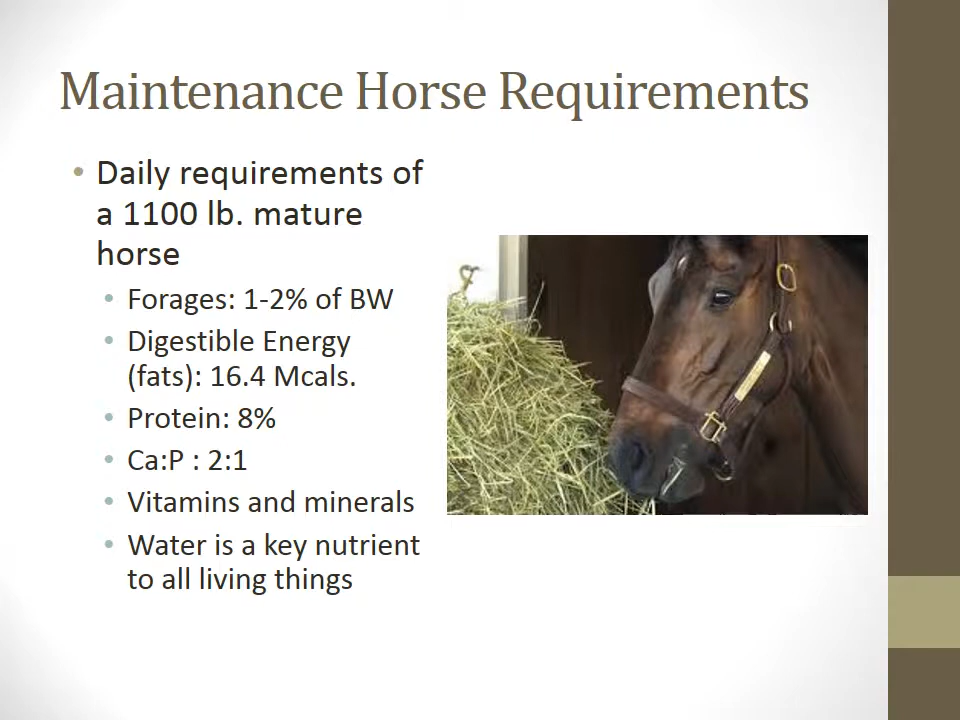 Maintenance Horse Requirements
• Daily requirements of
a 1100 lb. mature
horse
• Forages: 1-2% of BW
• Digestible Energy
(fats): 16.4 Mcals.
• Protein: 8%
• Ca:P : 2:1
• Vitamins and minerals
• Water is a key nutrient
to all living things